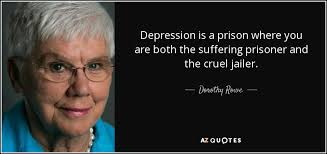 Depression is a prison where you
are both the suffering prisoner and
the cruel jailer.
Dorothy Rowe
AZ QUOTES